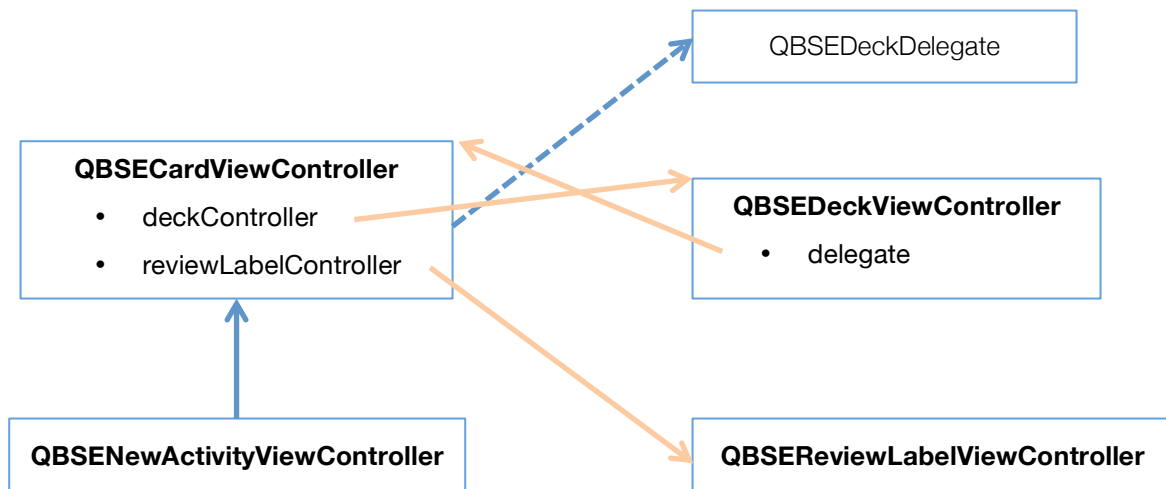 QBSEDeckDelegate
QBSECardViewController
• deckController
• reviewLabelController
QBSEDeckViewController
• delegate
QBSENewActivityViewController
QBSEReviewLabelViewController